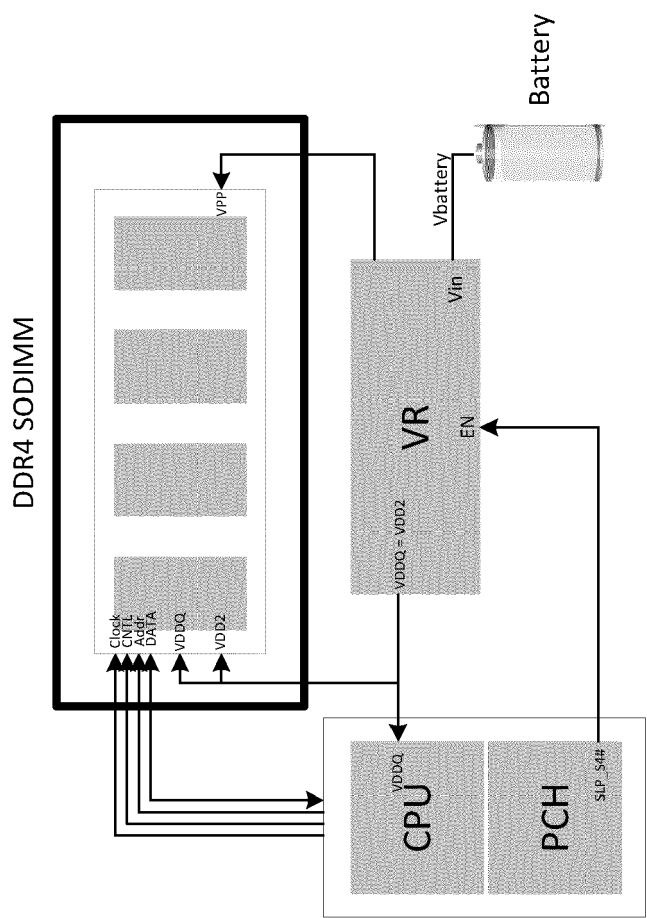 DDR4 SODIMM
Clock
CNTL
Addr
DATA
VDDQ
VDD2
VPP
VDDQ = VDD2
VR
EN
Vin
Vbattery
Battery
VDDQ
CPU
PCH
SLP_S4#